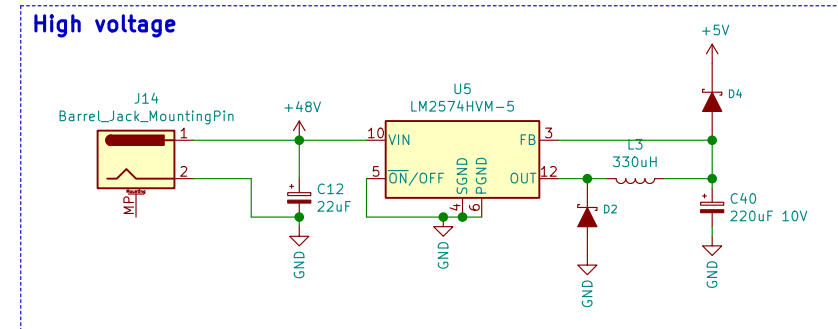 High voltage
+5V
J14
Barrel_Jack_MountingPin
+48V
U5
LM2574HVM-5
D4
1
10
VIN
FB
3
L3
330uH
2
5
ON/OFF
SGND
PGND
OUT
12
Mounting
MP
C12
22uF
4
6
D2
C40
220uF 10V
GND
GND
GND
GND